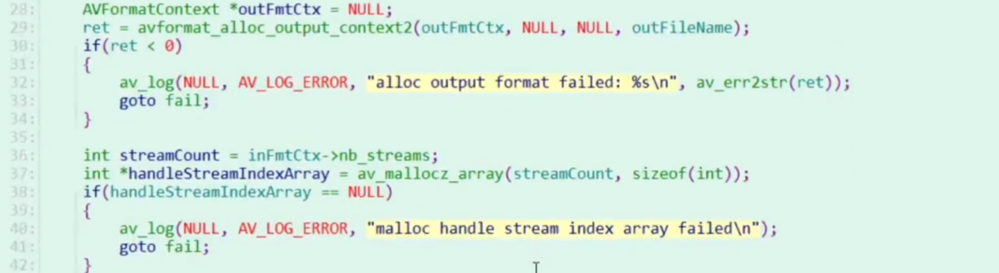 28: AVFormatContext *outFmtCtx = NULL;
29: ret = avformat_alloc_output_context2(outFmtCtx, NULL, NULL, outFileName);
30: if(ret < 0)
31: {
32: av_log(NULL, AV_LOG_ERROR, "alloc output format failed: %s\n", av_err2str(ret));
33: goto fail;
34: }
35:
36: int streamCount = inFmtCtx->nb_streams;
37: int *handleStreamIndexArray = av_mallocz_array(streamCount, sizeof(int));
38: if(handleStreamIndexArray == NULL)
39: {
40: av_log(NULL, AV_LOG_ERROR, "malloc handle stream index array failed\n");
41: goto fail;
42: }